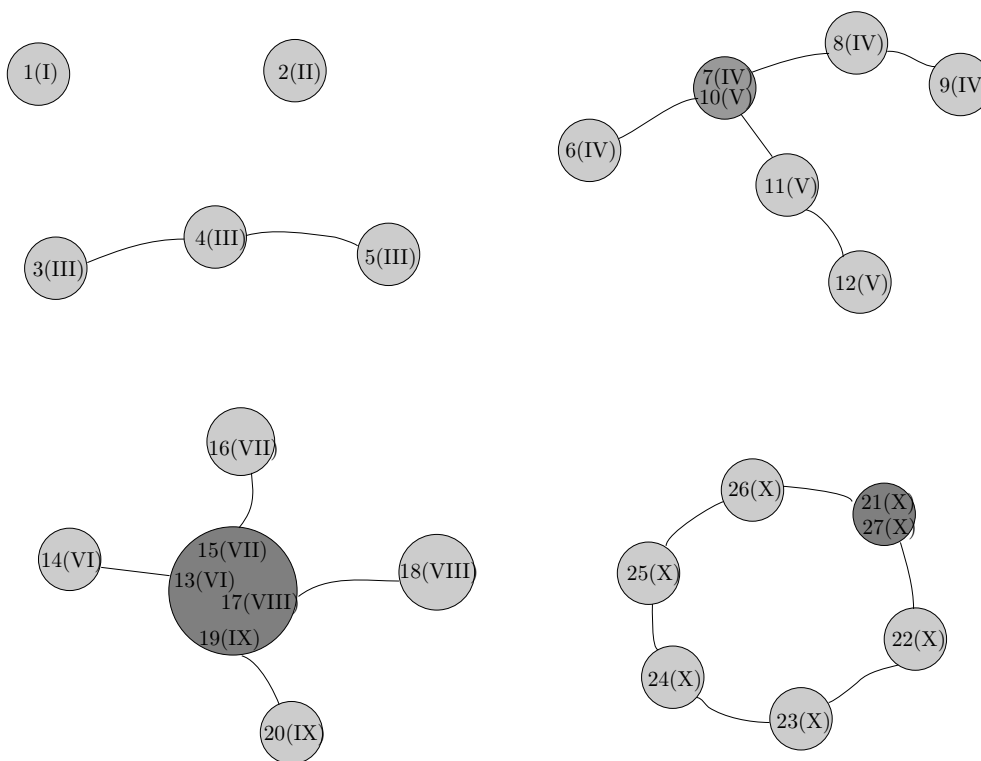 1(I)
2(II)
3(III)
4(III)
5(III)
6(IV)
7(IV)
10(V)
8(IV)
9(IV
11(V)
12(V)
16(VII)
14(VI)
15(VII)
13(VI)
17(VIII)
19(IX)
18(VIII)
20(IX)
26(X)
21(X)
27(X)
25(X)
22(X)
24(X)
23(X)